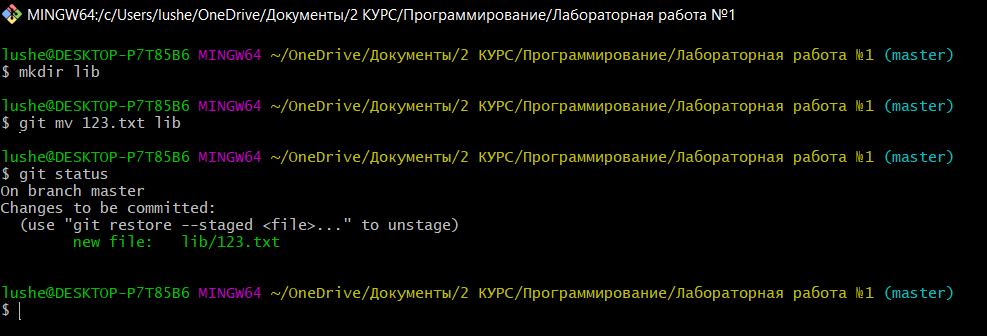 MINGW64:/c/Users/lushe/OneDrive/Документы/2 КУРС/Программирование/Лабораторная работа №1
lushe@DESKTOP-P7T85B6 MINGW64 ~/OneDrive/Документы/2 КУРС/Программирование/Лабораторная работа №1 (master)
$ mkdir lib
lushe@DESKTOP-P7T85B6 MINGW64 ~/OneDrive/Документы/2 КУРС/Программирование/Лабораторная работа №1 (master)
$ git mv 123.txt lib
lushe@DESKTOP-P7T85B6 MINGW64 ~/OneDrive/Документы/2 КУРС/Программирование/Лабораторная работа №1 (master)
$ git status
On branch master
Changes to be committed:
  (use "git restore --staged <file>..." to unstage)
        new file:   lib/123.txt
lushe@DESKTOP-P7T85B6 MINGW64 ~/OneDrive/Документы/2 КУРС/Программирование/Лабораторная работа №1 (master)
$